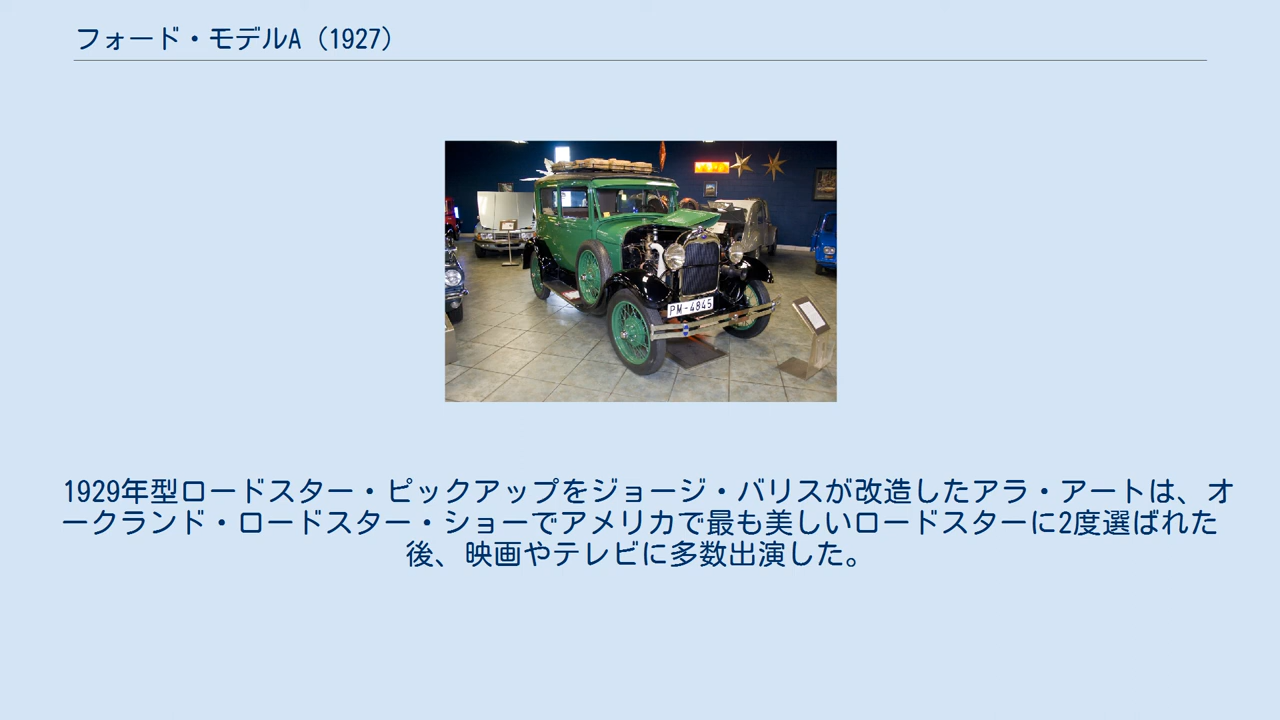 フォード・モデルA（1927）
PM-4845
1929年型ロードスター・ピックアップをジョージ・バリスが改造したアラ・アートは、オ
ークランド・ロードスター・ショーでアメリカで最も美しいロードスターに2度選ばれた
後、映画やテレビに多数出演した。